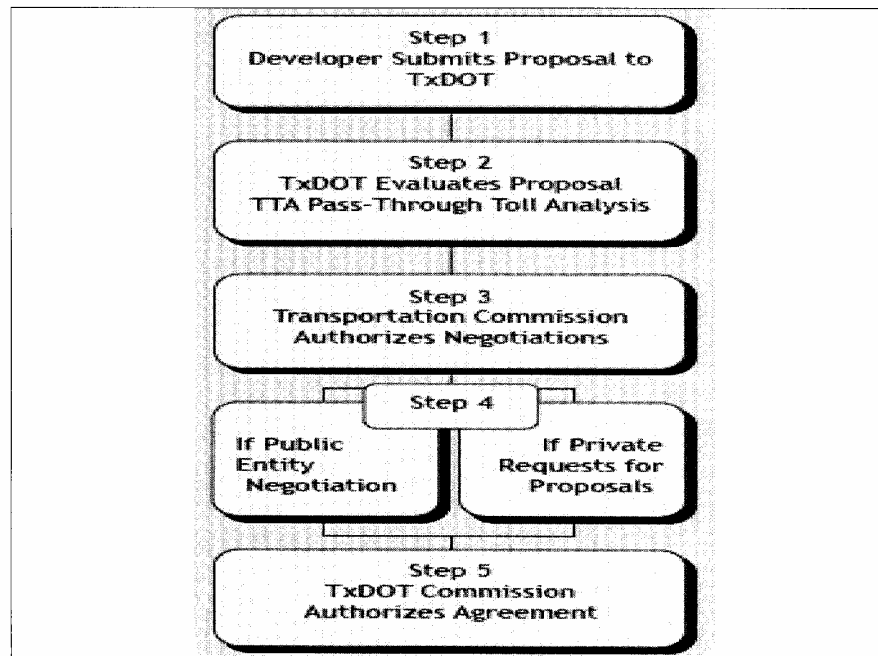 Step 1
Developer Submits Proposal to
TxDOT
Step 2
TxDOT Evaluates Proposal
TTA Pass-Through Toll Analysis
Step 3
Transportation Commission
Authorizes Negotiations
Step 4
If Public
Entity
Negotiation
If Private
Requests for
Proposals
Step 5
TxDOT Commission
Authorizes Agreement